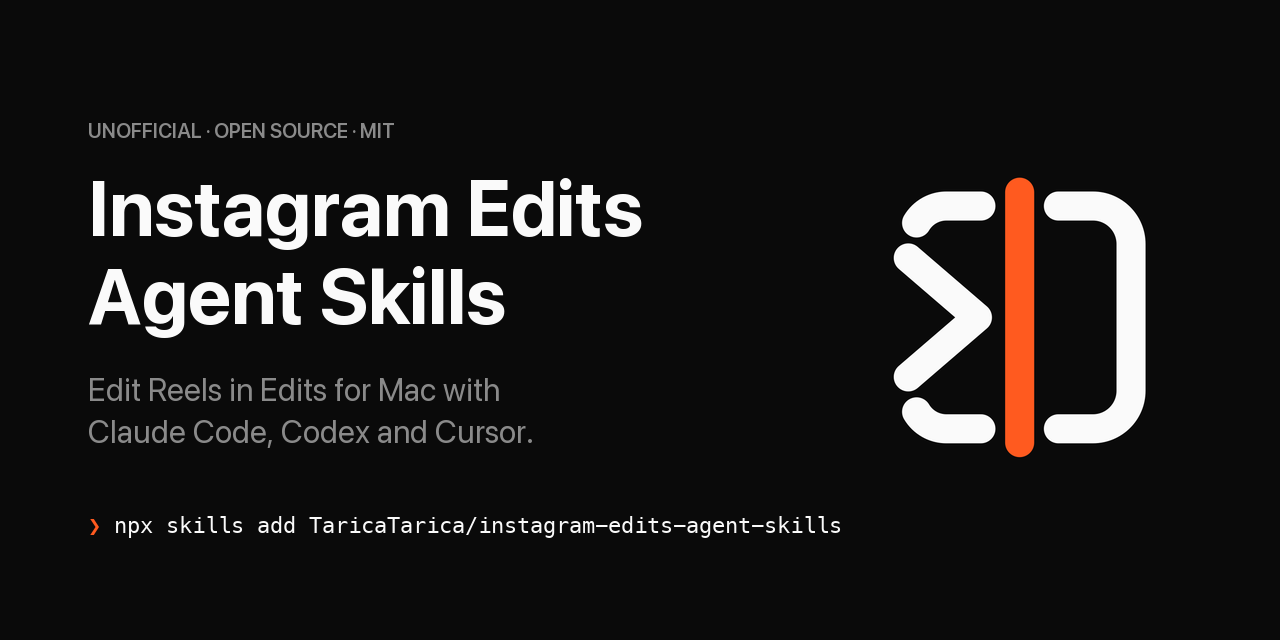 UNOFFICIAL · OPEN SOURCE · MIT
Instagram Edits
Agent Skills
Edit Reels in Edits for Mac with
Claude Code, Codex and Cursor.
❯ npx skills add TaricaTarica/instagram-edits-agent-skills